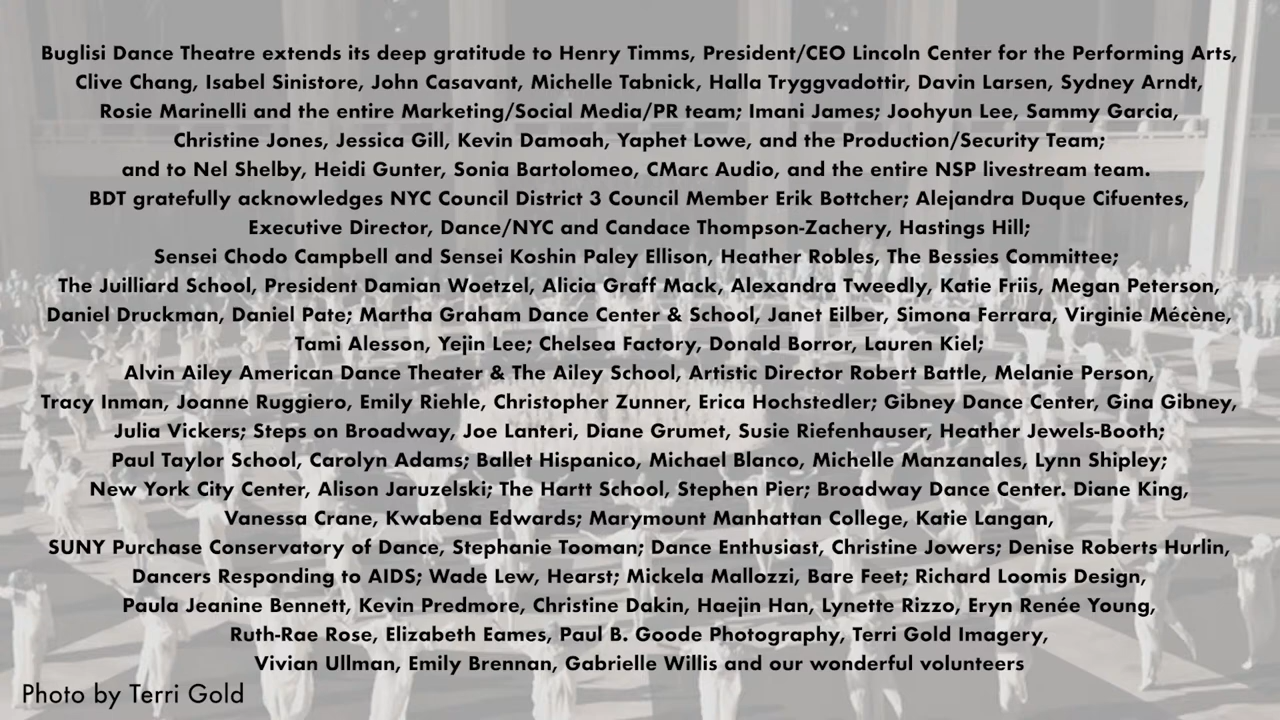 Buglisi Dance Theatre extends its deep gratitude to Henry Timms, President/CEO Lincoln Center for the Performing Arts,
Clive Chang, Isabel Sinistore, John Casavant, Michelle Tabnick, Halla Tryggvadottir, Davin Larsen, Sydney Arndt,
Rosie Marinelli and the entire Marketing/Social Media/PR team; Imani James; Joohyun Lee, Sammy Garcia,
Christine Jones, Jessica Gill, Kevin Damoah, Yaphet Lowe, and the Production/Security Team;
and to Nel Shelby, Heidi Gunter, Sonia Bartolomeo, CMarc Audio, and the entire NSP livestream team.
BDT gratefully acknowledges NYC Council District 3 Council Member Erik Bottcher; Alejandra Duque Cifuentes,
Executive Director, Dance/NYC and Candace Thompson-Zachery, Hastings Hill;
Sensei Chodo Campbell and Sensei Koshin Paley Ellison, Heather Robles, The Bessies Committee;
The Juilliard School, President Damian Woetzel, Alicia Graff Mack, Alexandra Tweedly, Katie Friis, Megan Peterson,
Daniel Druckman, Daniel Pate; Martha Graham Dance Center & School, Janet Eilber, Simona Ferrara, Virginie Mécène,
Tami Alesson, Yejin Lee; Chelsea Factory, Donald Borror, Lauren Kiel;
Alvin Ailey American Dance Theater & The Ailey School, Artistic Director Robert Battle, Melanie Person,
Tracy Inman, Joanne Ruggiero, Emily Riehle, Christopher Zunner, Erica Hochstedler; Gibney Dance Center, Gina Gibney,
Julia Vickers; Steps on Broadway, Joe Lanteri, Diane Grumet, Susie Riefenhauser, Heather Jewels-Booth;
Paul Taylor School, Carolyn Adams; Ballet Hispanico, Michael Blanco, Michelle Manzanales, Lynn Shipley;
New York City Center, Alison Jaruzelski; The Hartt School, Stephen Pier; Broadway Dance Center. Diane King,
Vanessa Crane, Kwabena Edwards; Marymount Manhattan College, Katie Langan,
SUNY Purchase Conservatory of Dance, Stephanie Tooman; Dance Enthusiast, Christine Jowers; Denise Roberts Hurlin,
Dancers Responding to AIDS; Wade Lew, Hearst; Mickela Mallozzi, Bare Feet; Richard Loomis Design,
Paula Jeanine Bennett, Kevin Predmore, Christine Dakin, Haejin Han, Lynette Rizzo, Eryn Renée Young,
Ruth-Rae Rose, Elizabeth Eames, Paul B. Goode Photography, Terri Gold Imagery,
Vivian Ullman, Emily Brennan, Gabrielle Willis and our wonderful volunteers
Photo by Terri Gold